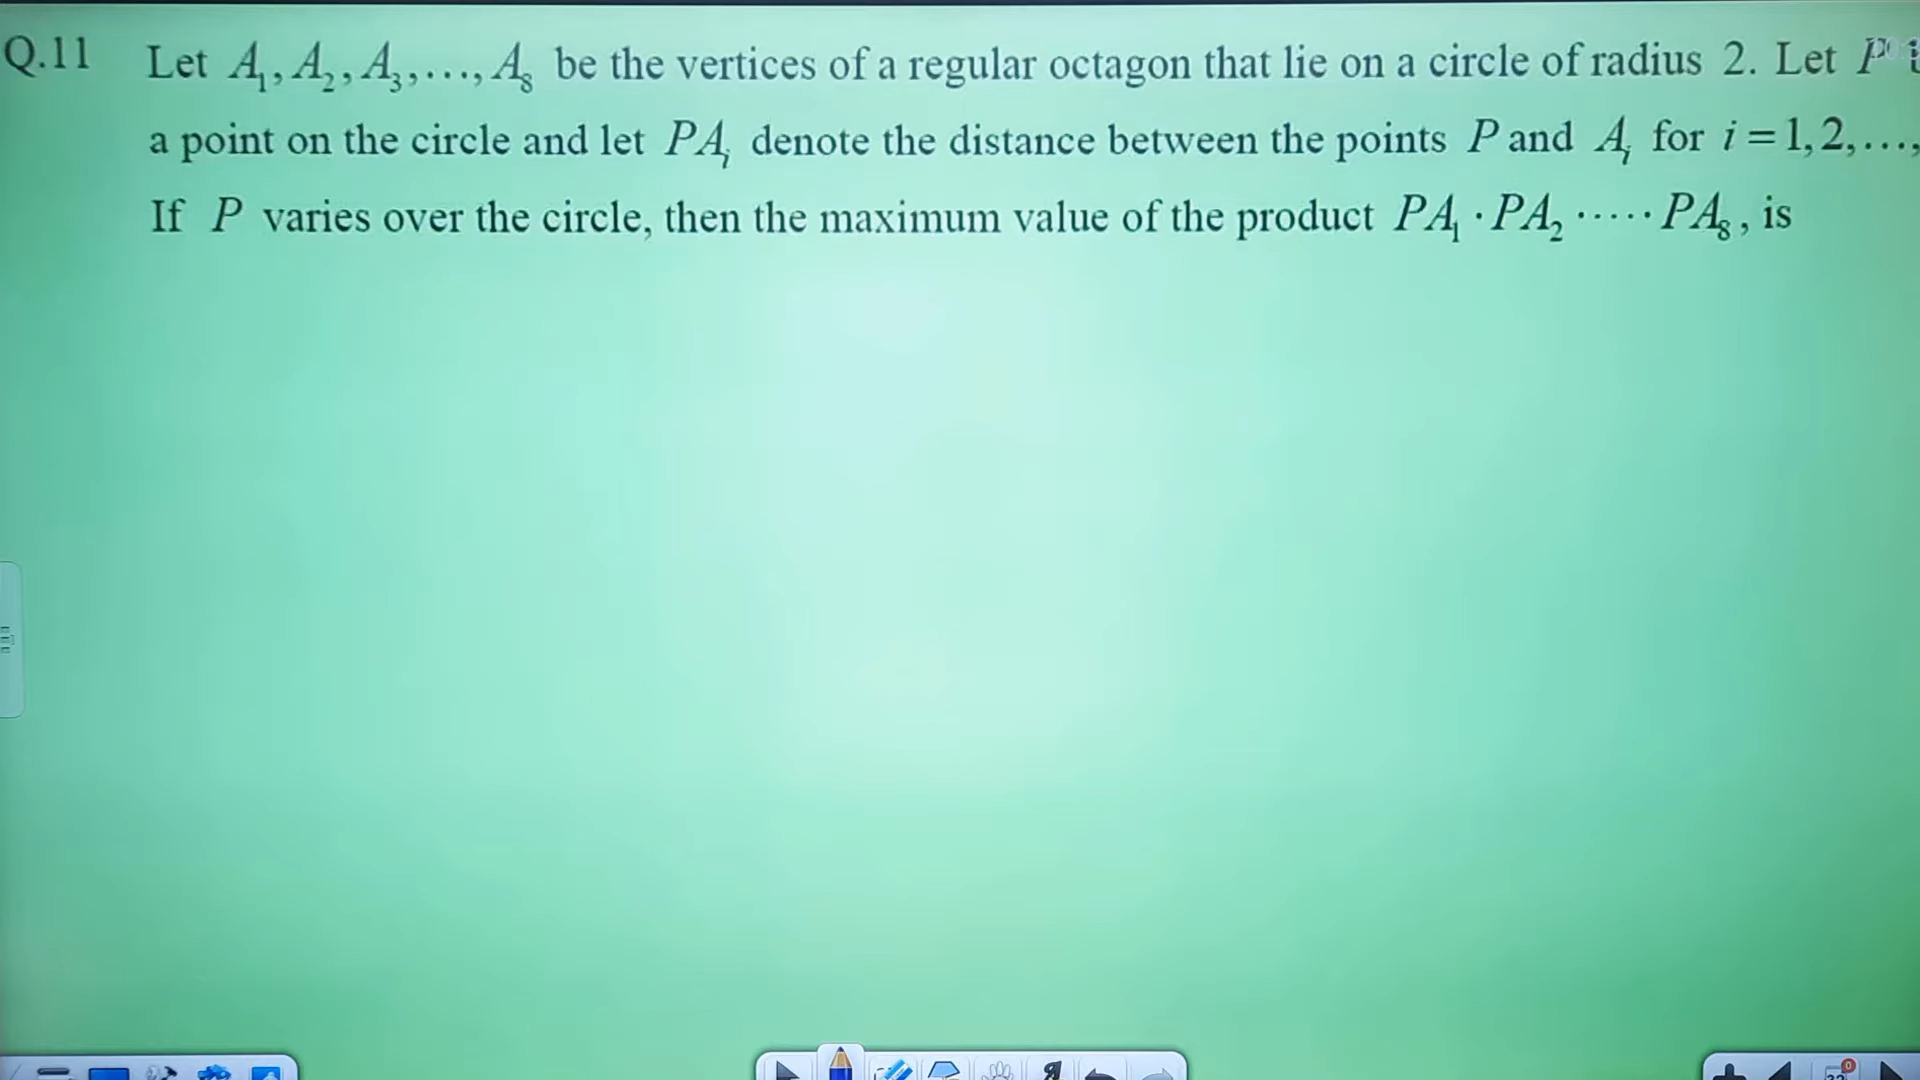 Q.11 Let A₁, A₂, A₃,..., A₈ be the vertices of a regular octagon that lie on a circle of radius 2. Let P
a point on the circle and let PAᵢ denote the distance between the points P and Aᵢ for i = 1, 2,...,
If P varies over the circle, then the maximum value of the product PA₁ · PA₂ ····· PA₈, is